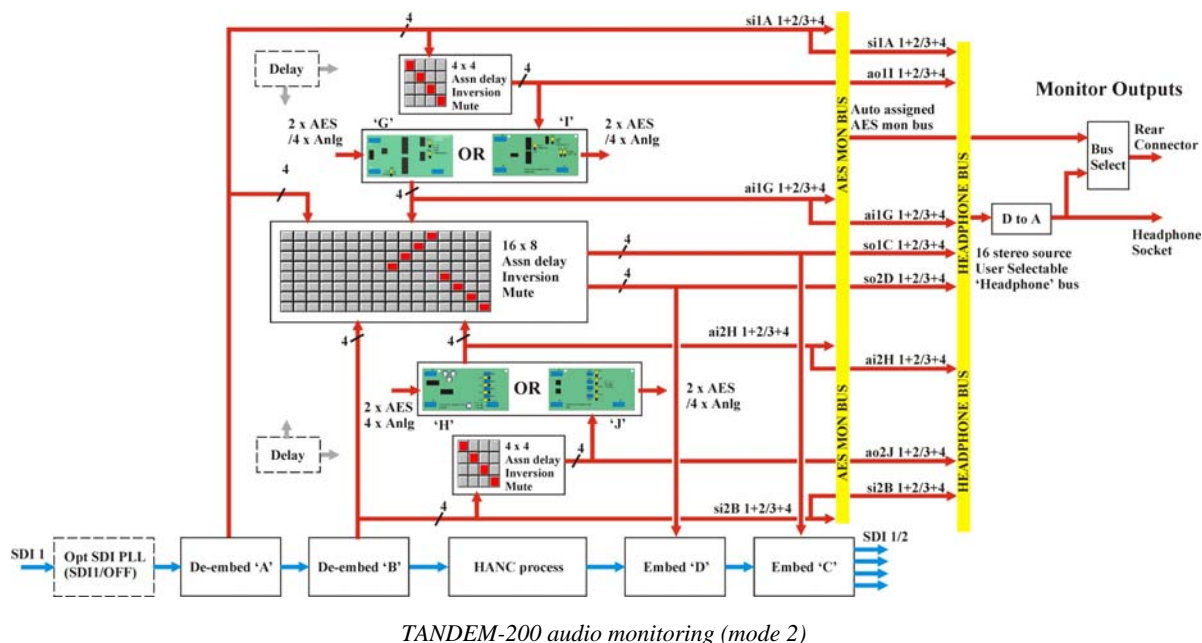 4
si1A 1+2/3+4
si1A 1+2/3+4
Delay
4 x 4
Assn delay
Inversion
Mute
4
ao1I 1+2/3+4
Monitor Outputs
2 x AES
/4 x Anlg
'G'
OR
'I'
2 x AES
/4 x Anlg
AES MON BUS
Auto assigned
AES mon bus
Bus
Select
Rear
Connector
4
4
ai1G 1+2/3+4
ai1G 1+2/3+4
HEADPHONE BUS
D to A
Headphone
Socket
16 x 8
Assn delay
Inversion
Mute
4
so1C 1+2/3+4
4
so2D 1+2/3+4
16 stereo source
User Selectable
'Headphone' bus
4
4
ai2H 1+2/3+4
ai2H 1+2/3+4
2 x AES
4 x Anlg
'H'
OR
'J'
2 x AES
/4 x Anlg
Delay
4 x 4
Assn delay
Inversion
Mute
4
AES MON BUS
ao2J 1+2/3+4
HEADPHONE BUS
4
si2B 1+2/3+4
si2B 1+2/3+4
SDI 1
Opt SDI PLL
(SDI1/OFF)
De-embed 'A'
De-embed 'B'
HANC process
Embed 'D'
Embed 'C'
SDI 1/2
TANDEM-200 audio monitoring (mode 2)